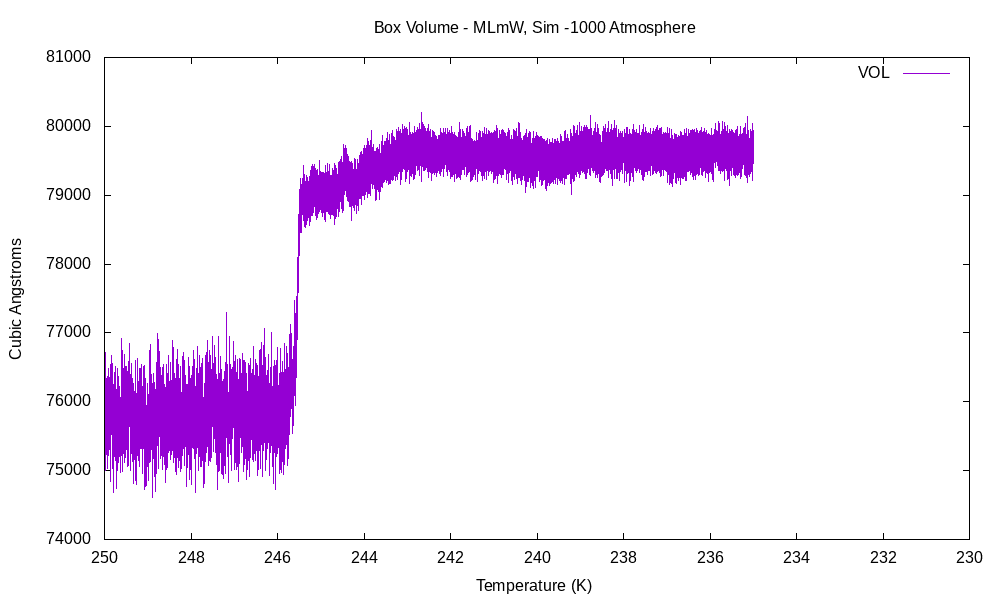 Box Volume - MLmW, Sim -1000 Atmosphere
VOL
81000
80000
79000
78000
77000
76000
75000
74000
Cubic Angstroms
250 248 246 244 242 240 238 236 234 232 230
Temperature (K)